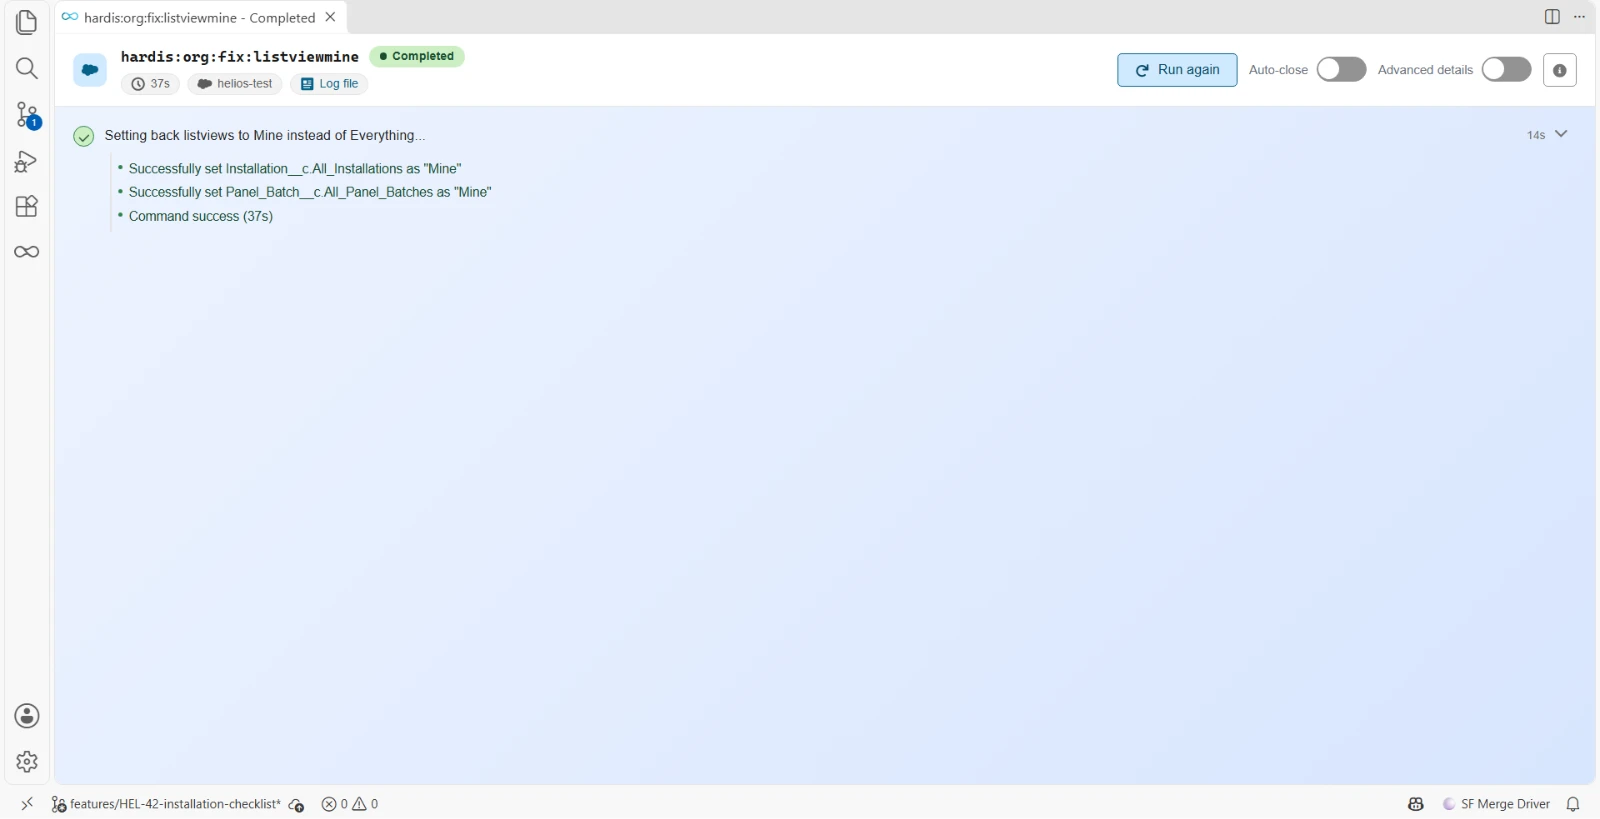 hardis:org:fix:listviewmine - Completed
hardis:org:fix:listviewmine
Completed
37s
helios-test
Log file
Run again
Auto-close
Advanced details
1
Setting back listviews to Mine instead of Everything...
14s
Successfully set Installation__c.All_Installations as "Mine"
Successfully set Panel_Batch__c.All_Panel_Batches as "Mine"
Command success (37s)
features/HEL-42-installation-checklist*
0
0
SF Merge Driver